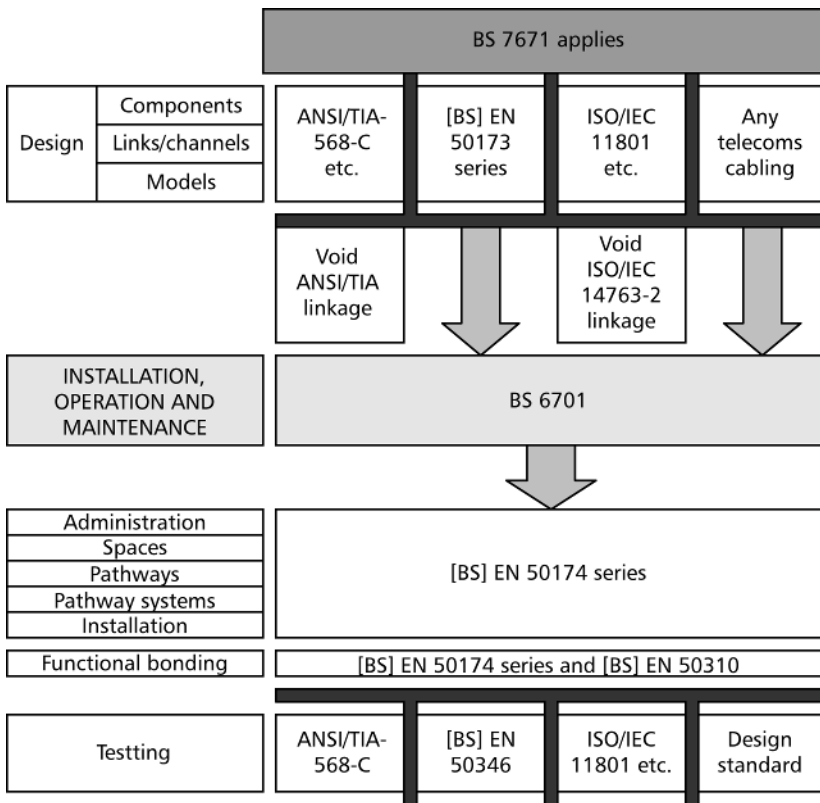 BS 7671 applies
Design
Components
Links/channels
Models
ANSI/TIA-
568-C
etc.
[BS] EN
50173
series
ISO/IEC
11801
etc.
Any
telecoms
cabling
Void
ANSI/TIA
linkage
Void
ISO/IEC
14763-2
linkage
INSTALLATION,
OPERATION AND
MAINTENANCE
BS 6701
Administration
Spaces
Pathways
Pathway systems
Installation
[BS] EN 50174 series
Functional bonding
[BS] EN 50174 series and [BS] EN 50310
Testting
ANSI/TIA-
568-C
[BS] EN
50346
ISO/IEC
11801 etc.
Design
standard